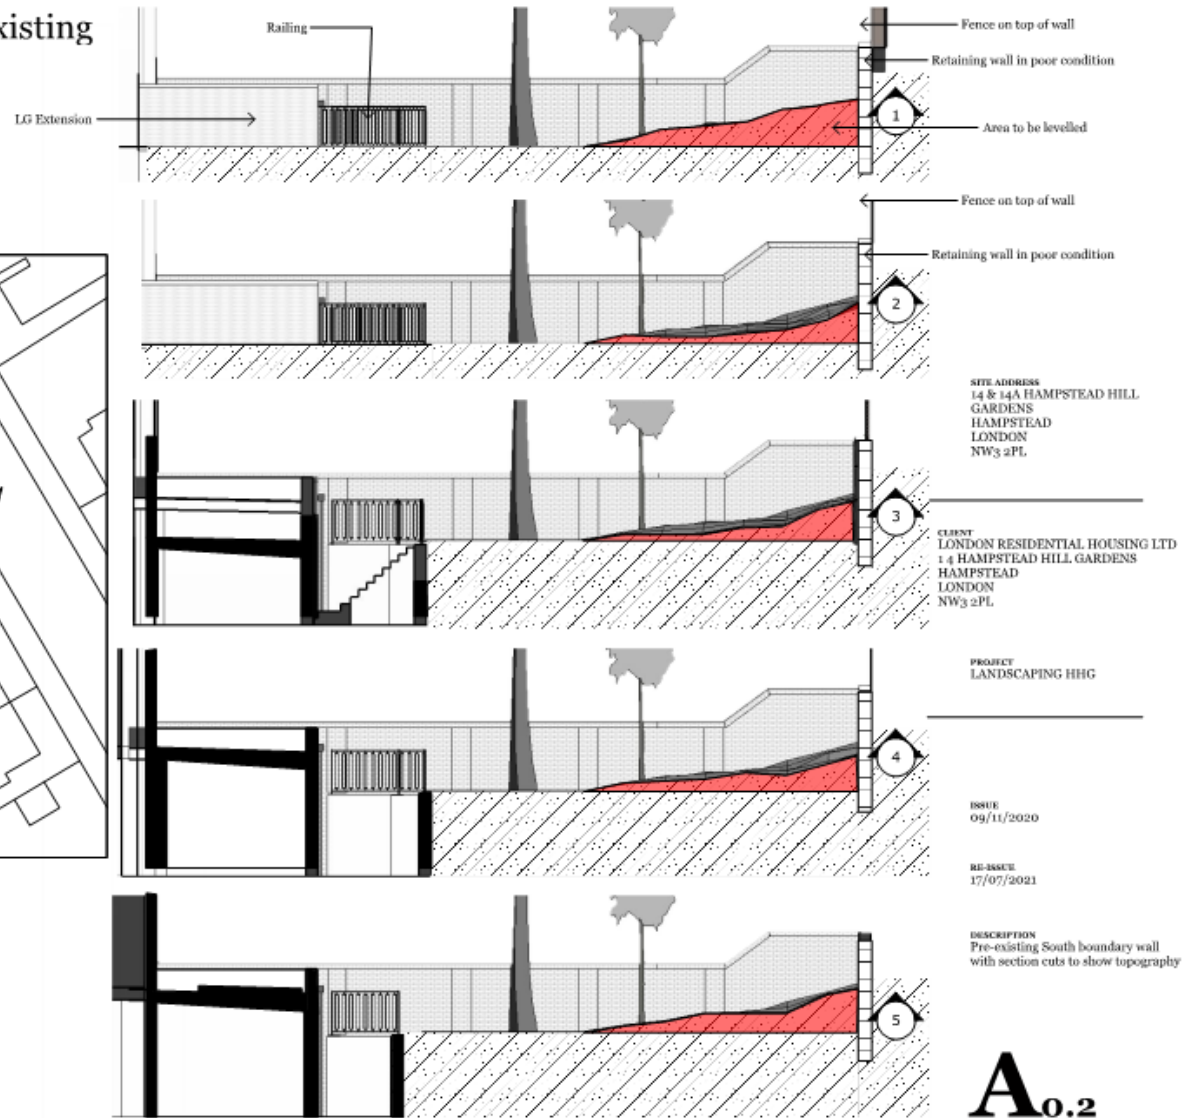 xisting
Railing
Fence on top of wall
Retaining wall in poor condition
LG Extension
1
Area to be levelled
Fence on top of wall
Retaining wall in poor condition
2
SITE ADDRESS
14 & 14A HAMPSTEAD HILL
GARDENS
HAMPSTEAD
LONDON
NW3 2PL
3
CLIENT
LONDON RESIDENTIAL HOUSING LTD
1 4 HAMPSTEAD HILL GARDENS
HAMPSTEAD
LONDON
NW3 2PL
PROJECT
LANDSCAPING HHG
4
ISSUE
09/11/2020
RE-ISSUE
17/07/2021
DESCRIPTION
Pre-existing South boundary wall
with section cuts to show topography
5
A0.2